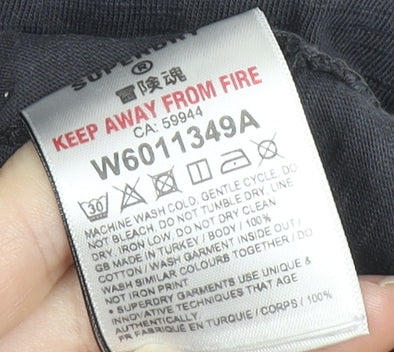 SUPERDRY
®
冒険魂
KEEP AWAY FROM FIRE
CA: 59944
W6011349A
30
MACHINE WASH COLD, GENTLE CYCLE. DO
NOT BLEACH. DO NOT TUMBLE DRY. LINE
DRY. IRON LOW. DO NOT DRY CLEAN
GB MADE IN TURKEY / BODY / 100%
COTTON / WASH GARMENT INSIDE OUT /
WASH SIMILAR COLOURS TOGETHER / DO
NOT IRON PRINT
• SUPERDRY GARMENTS USE UNIQUE &
INNOVATIVE TECHNIQUES THAT AGE
AUTHENTICALLY.
FR FABRIQUÉ EN TURQUIE / CORPS / 100%